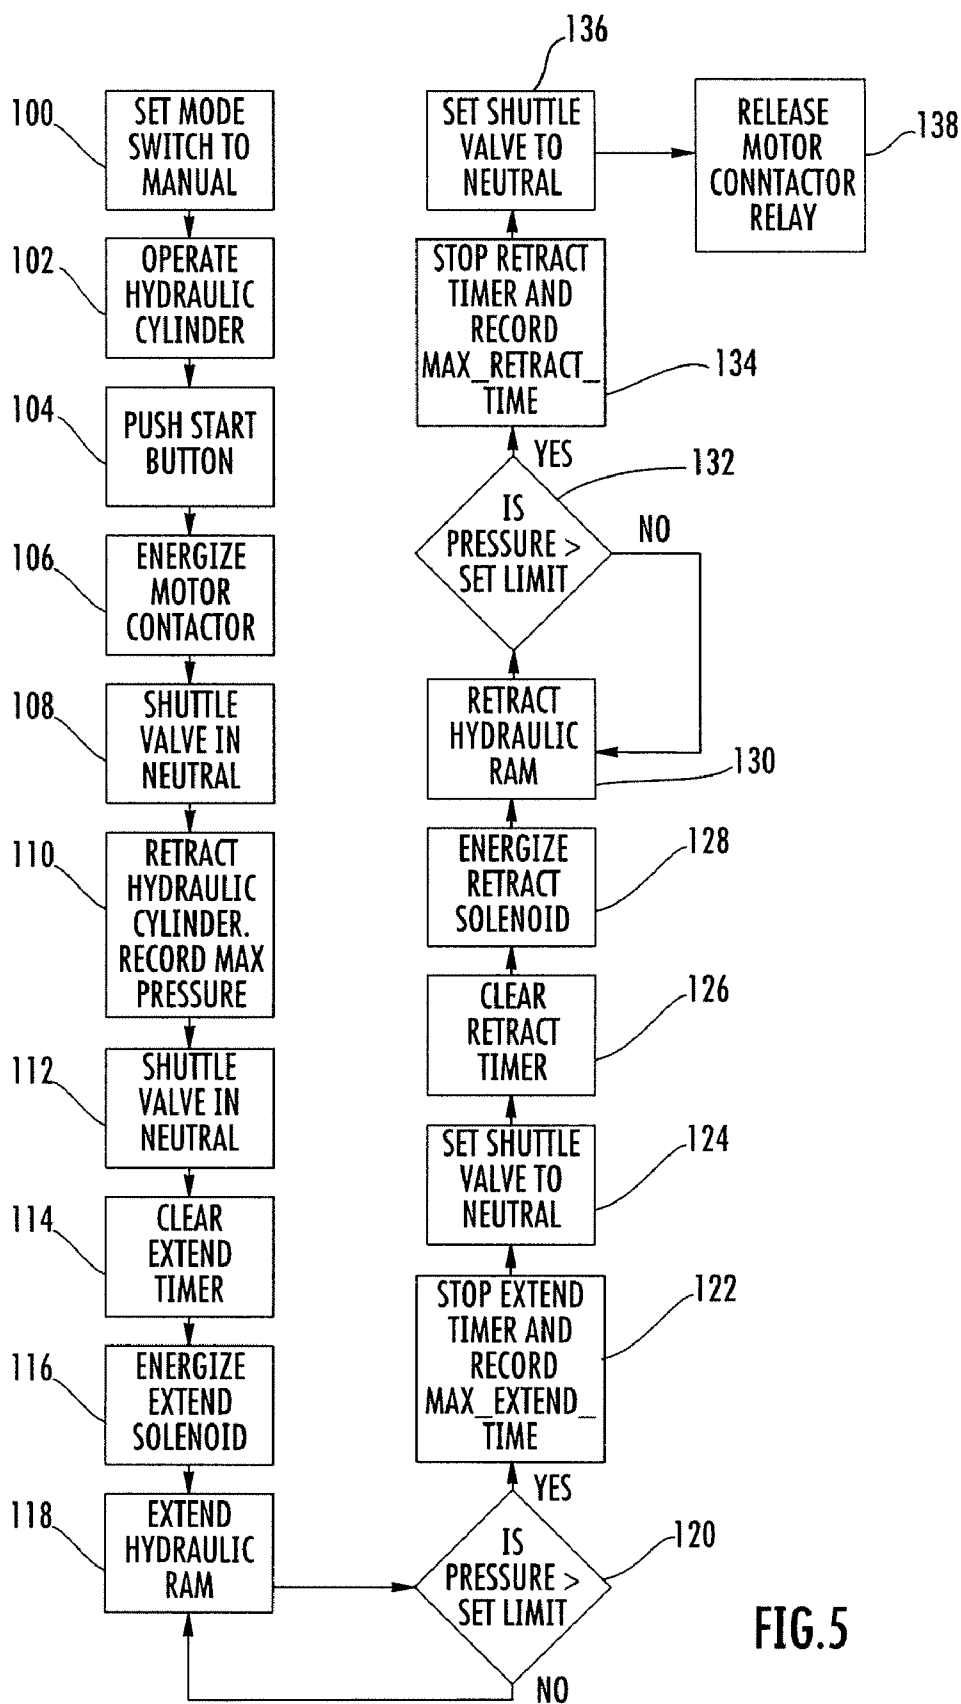 100
SET MODE
SWITCH TO
MANUAL
102
OPERATE
HYDRAULIC
CYLINDER
104
PUSH START
BUTTON
106
ENERGIZE
MOTOR
CONTACTOR
108
SHUTTLE
VALVE IN
NEUTRAL
110
RETRACT
HYDRAULIC
CYLINDER.
RECORD MAX
PRESSURE
112
SHUTTLE
VALVE IN
NEUTRAL
114
CLEAR
EXTEND
TIMER
116
ENERGIZE
EXTEND
SOLENOID
118
EXTEND
HYDRAULIC
RAM
120
IS
PRESSURE >
SET LIMIT
NO
YES
122
STOP EXTEND
TIMER AND
RECORD
MAX_EXTEND_
TIME
124
SET SHUTTLE
VALVE TO
NEUTRAL
126
CLEAR
RETRACT
TIMER
128
ENERGIZE
RETRACT
SOLENOID
130
RETRACT
HYDRAULIC
RAM
132
IS
PRESSURE >
SET LIMIT
NO
YES
134
STOP RETRACT
TIMER AND
RECORD
MAX_RETRACT_
TIME
136
SET SHUTTLE
VALVE TO
NEUTRAL
138
RELEASE
MOTOR
CONNTACTOR
RELAY
FIG.5